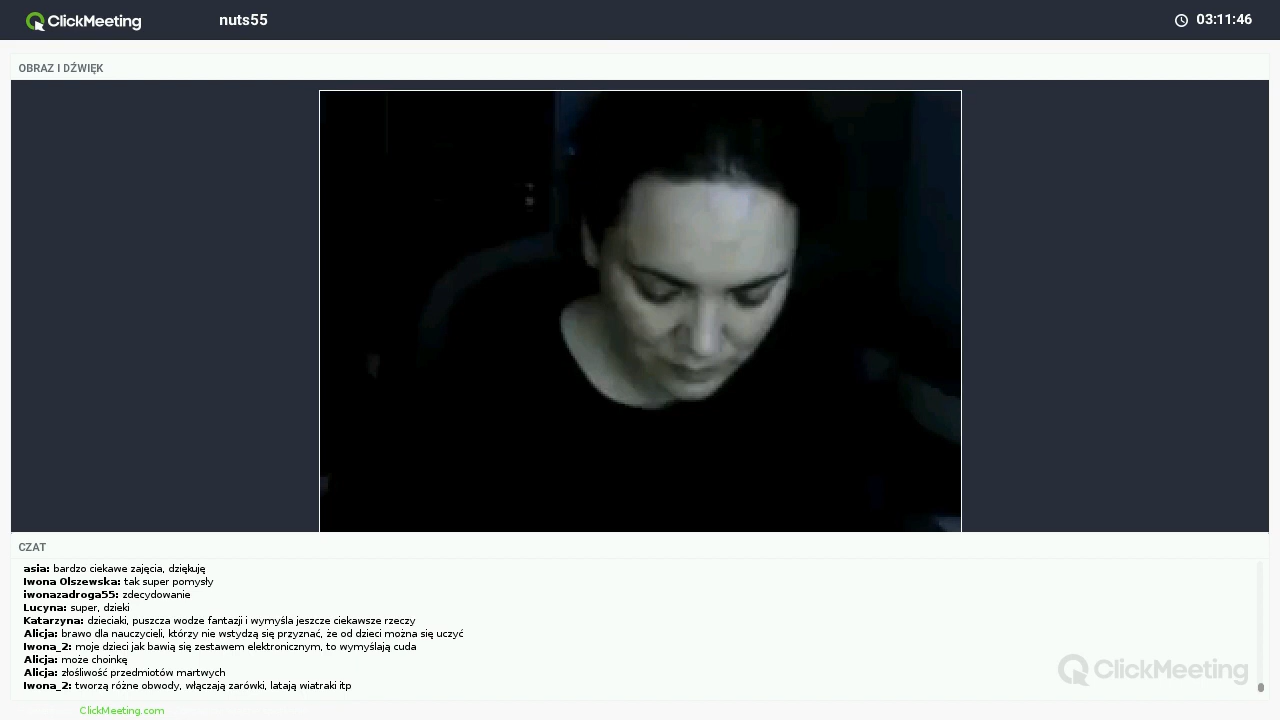 ClickMeeting
nuts55
03:11:46
OBRAZ I DŹWIĘK
CZAT
asia: bardzo ciekawe zajęcia, dziękuję
Iwona Olszewska: tak super pomysły
iwonazadroga55: zdecydowanie
Lucyna: super, dzieki
Katarzyna: dzieciaki, puszcza wodze fantazji i wymyśla jeszcze ciekawsze rzeczy
Alicja: brawo dla nauczycieli, którzy nie wstydzą się przyznać, że od dzieci można się uczyć
Iwona_2: moje dzieci jak bawią się zestawem elektronicznym, to wymyślają cuda
Alicja: może choinkę
Alicja: złośliwość przedmiotów martwych
Iwona_2: tworzą różne obwody, włączają zarówki, latają wiatraki itp
ClickMeeting
ClickMeeting.com